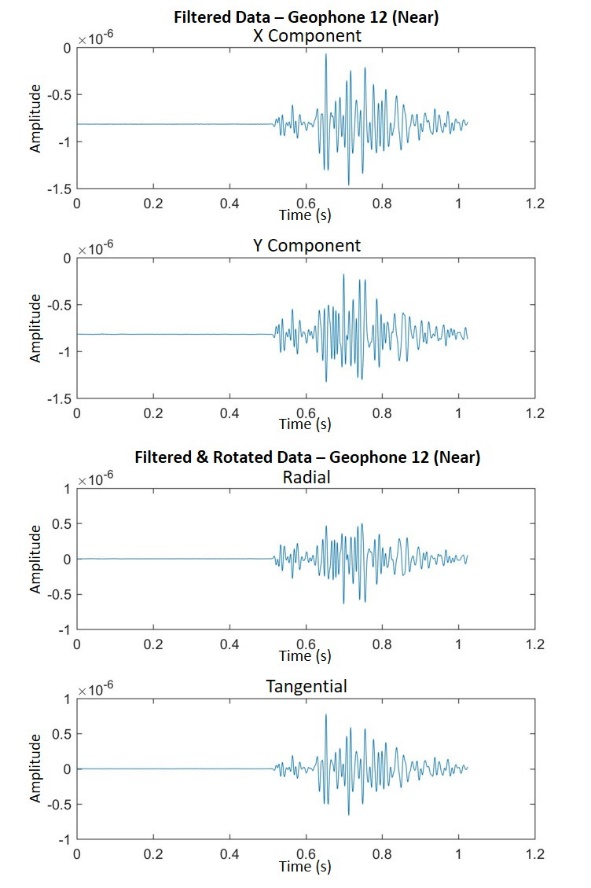 Filtered Data – Geophone 12 (Near)
X Component
×10-6
0
-0.5
-1
-1.5
Amplitude
0 0.2 0.4 0.6 0.8 1 1.2
Time (s)
Y Component
×10-6
0
-0.5
-1
-1.5
Amplitude
0 0.2 0.4 0.6 0.8 1 1.2
Time (s)
Filtered & Rotated Data – Geophone 12 (Near)
Radial
×10-6
1
0.5
0
-0.5
-1
Amplitude
0 0.2 0.4 0.6 0.8 1 1.2
Time (s)
Tangential
×10-6
1
0.5
0
-0.5
-1
Amplitude
0 0.2 0.4 0.6 0.8 1 1.2
Time (s)